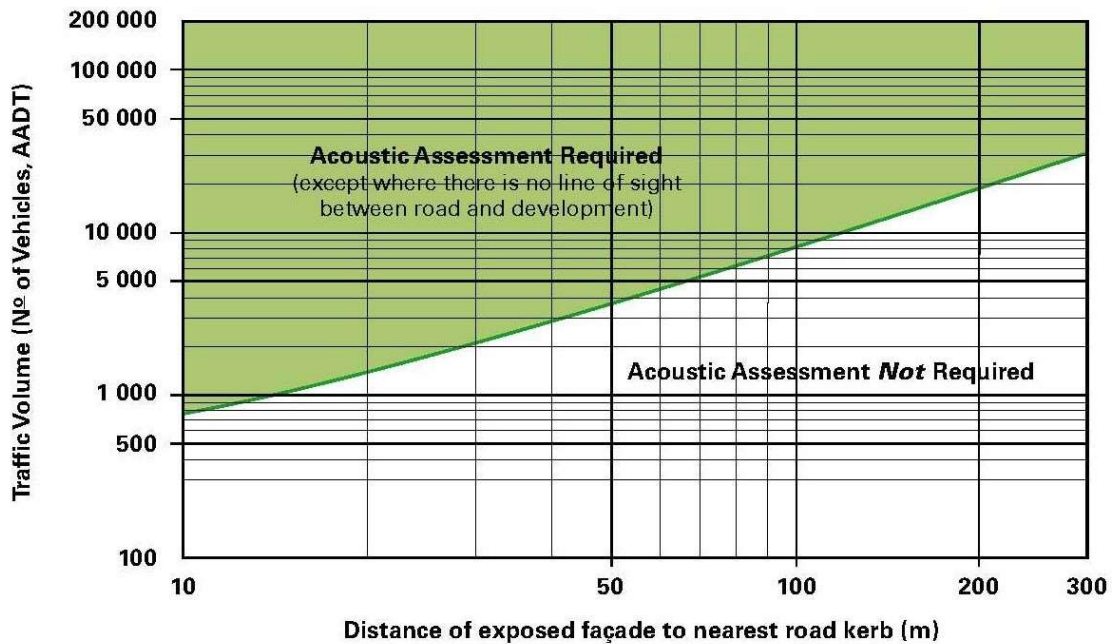 200 000
100 000
50 000
10 000
5 000
1 000
500
100
Traffic Volume (Nº of Vehicles, AADT)
Acoustic Assessment Required
(except where there is no line of sight
between road and development)
Acoustic Assessment Not Required
10
50
100
200
300
Distance of exposed façade to nearest road kerb (m)